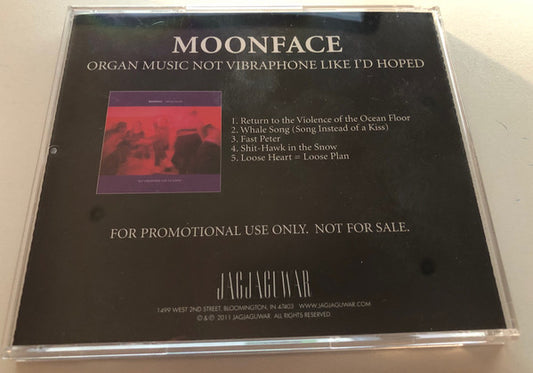 MOONFACE
ORGAN MUSIC NOT VIBRAPHONE LIKE I'D HOPED
1. Return to the Violence of the Ocean Floor
2. Whale Song (Song Instead of a Kiss)
3. Fast Peter
4. Shit-Hawk in the Snow
5. Loose Heart = Loose Plan
FOR PROMOTIONAL USE ONLY. NOT FOR SALE.
JAGJAGUWAR
1499 WEST 2ND STREET, BLOOMINGTON, IN 47403 WWW.JAGJAGUWAR.COM
© & ℗ 2011 JAGJAGUWAR. ALL RIGHTS RESERVED.